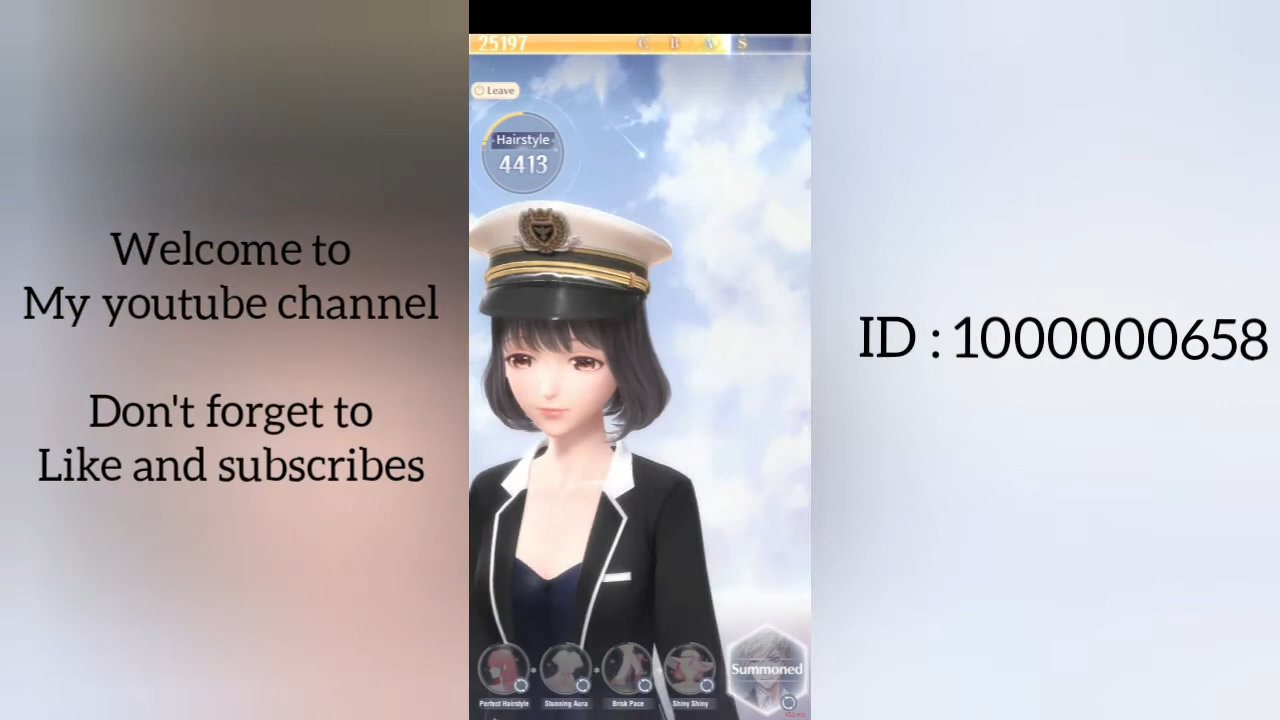 Welcome to
My youtube channel
Don't forget to
Like and subscribes
25197
C B A S
Leave
Hairstyle
4413
Summoned
Perfect Hairstyle
Stunning Aura
Brisk Pace
Shiny Shiny
ID : 1000000658